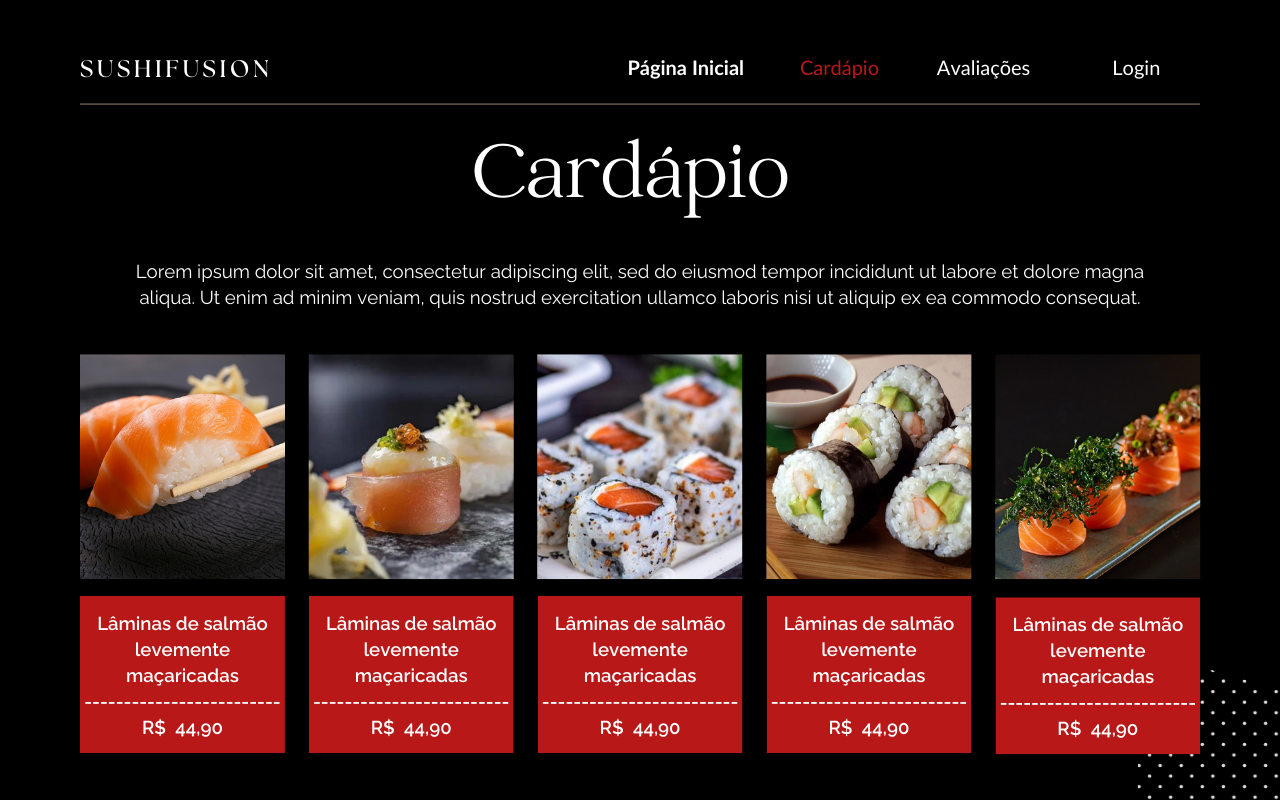 SUSHIFUSION
Página Inicial
Cardápio
Avaliações
Login
Cardápio
Lorem ipsum dolor sit amet, consectetur adipiscing elit, sed do eiusmod tempor incididunt ut labore et dolore magna
aliqua. Ut enim ad minim veniam, quis nostrud exercitation ullamco laboris nisi ut aliquip ex ea commodo consequat.
Lâminas de salmão
levemente
maçaricadas
R$ 44,90
Lâminas de salmão
levemente
maçaricadas
R$ 44,90
Lâminas de salmão
levemente
maçaricadas
R$ 44,90
Lâminas de salmão
levemente
maçaricadas
R$ 44,90
Lâminas de salmão
levemente
maçaricadas
R$ 44,90